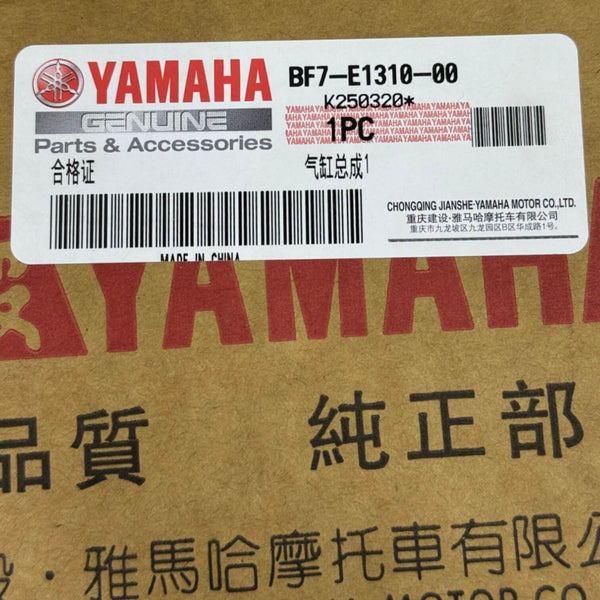 YAMAHA
GENUINE
Parts & Accessories
BF7-E1310-00
K250320*
1PC
合格证
气缸总成1
CHONGQING JIANSHE·YAMAHA MOTOR CO.,LTD.
重庆建设·雅马哈摩托车有限公司
重庆市九龙坡区九龙园区B区华成路1号。
MADE IN CHINA
YAMAHA
品質
純正部
設·雅馬哈摩托車有限公
MOTOR CO.